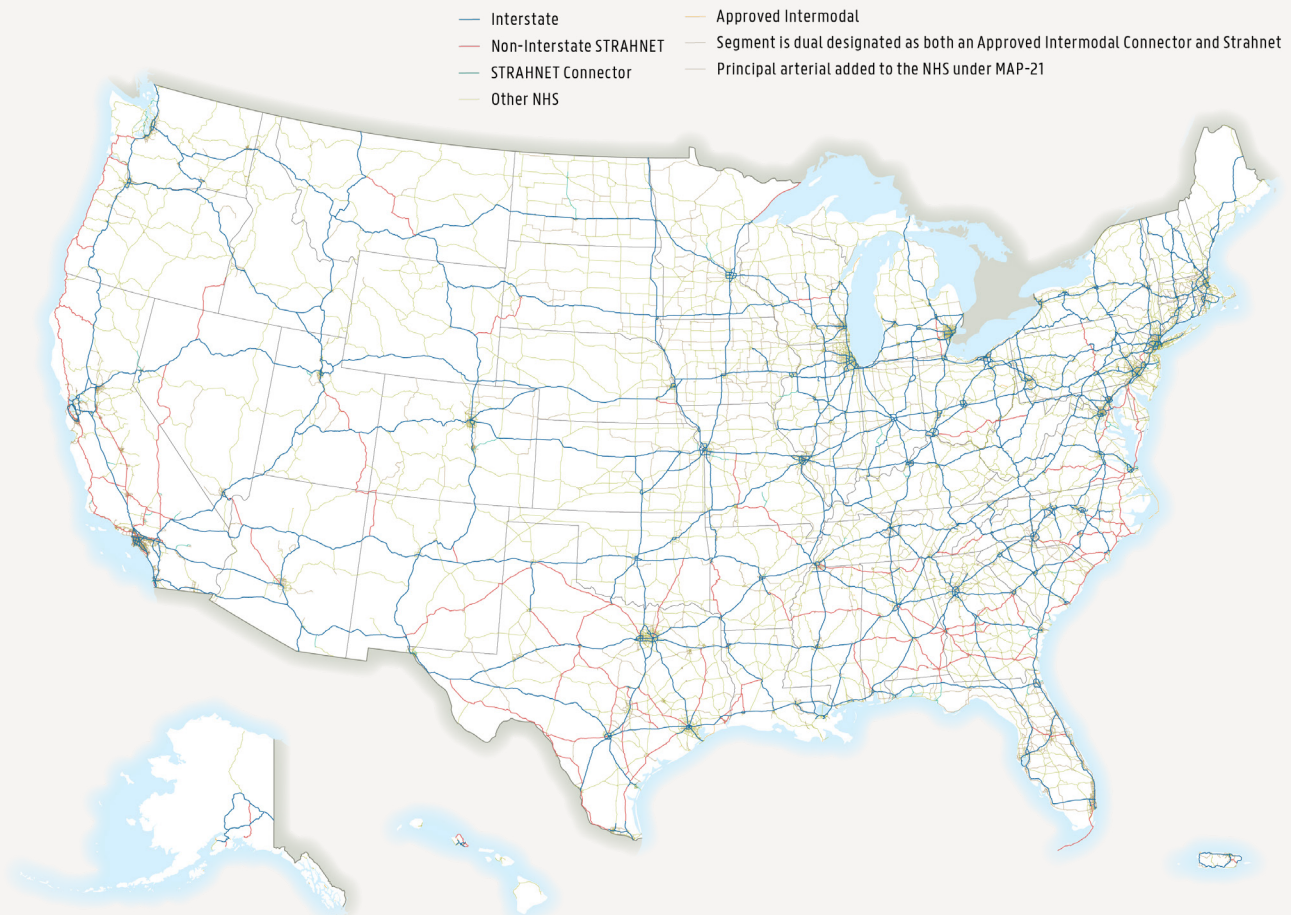 Interstate
Non-Interstate STRAHNET
STRAHNET Connector
Other NHS
Approved Intermodal
Segment is dual designated as both an Approved Intermodal Connector and Strahnet
Principal arterial added to the NHS under MAP-21